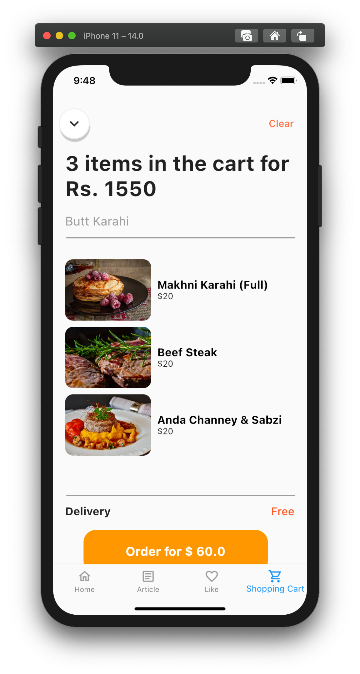 iPhone 11 – 14.0
9:48
Clear
3 items in the cart for
Rs. 1550
Butt Karahi
Makhni Karahi (Full)
$20
Beef Steak
$20
Anda Channey & Sabzi
$20
Delivery
Free
Order for $ 60.0
Home
Article
Like
Shopping Cart